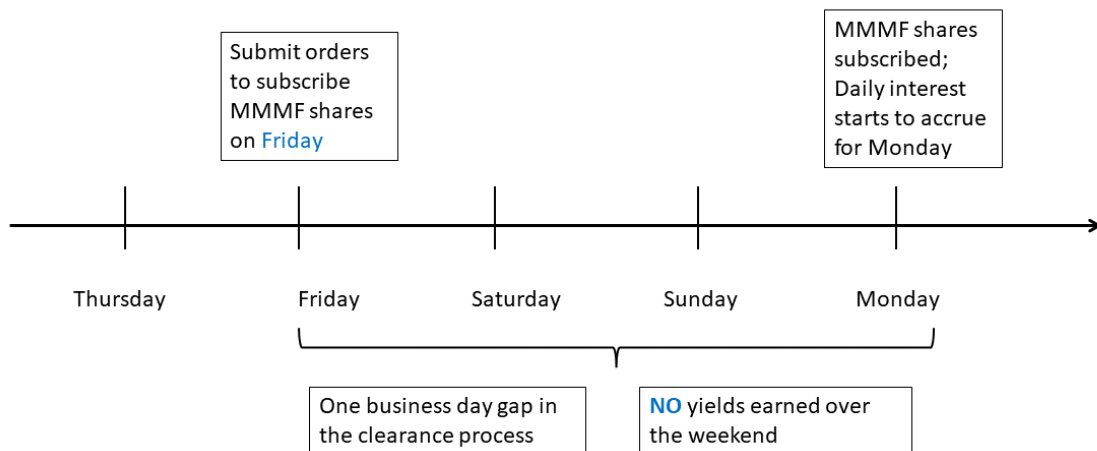 Submit orders
to subscribe
MMMF shares
on Friday
MMMF shares
subscribed;
Daily interest
starts to accrue
for Monday
Thursday
Friday
Saturday
Sunday
Monday
One business day gap in
the clearance process
NO yields earned over
the weekend